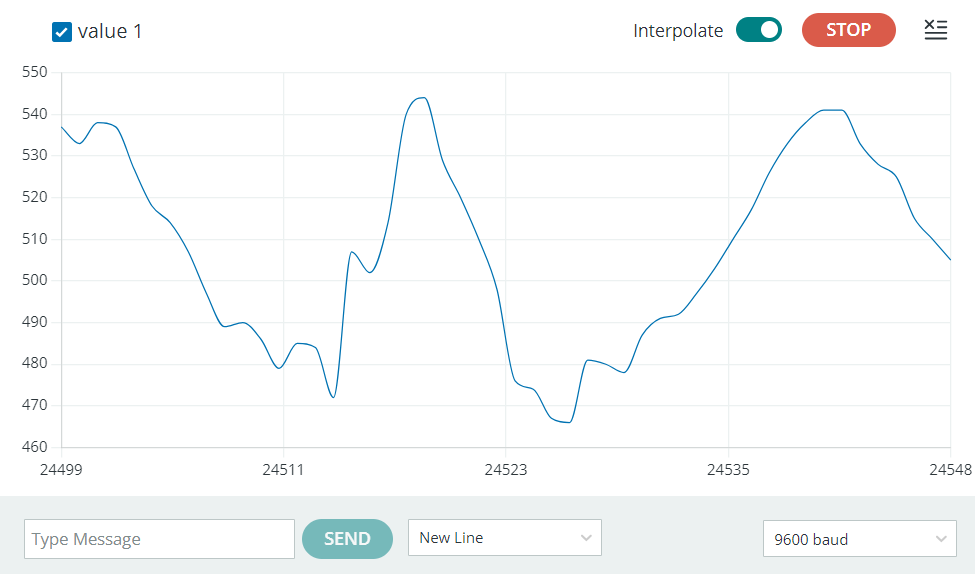 value 1
Interpolate
STOP
550
540
530
520
510
500
490
480
470
460
24499 24511 24523 24535 24548
Type Message
SEND
New Line
9600 baud